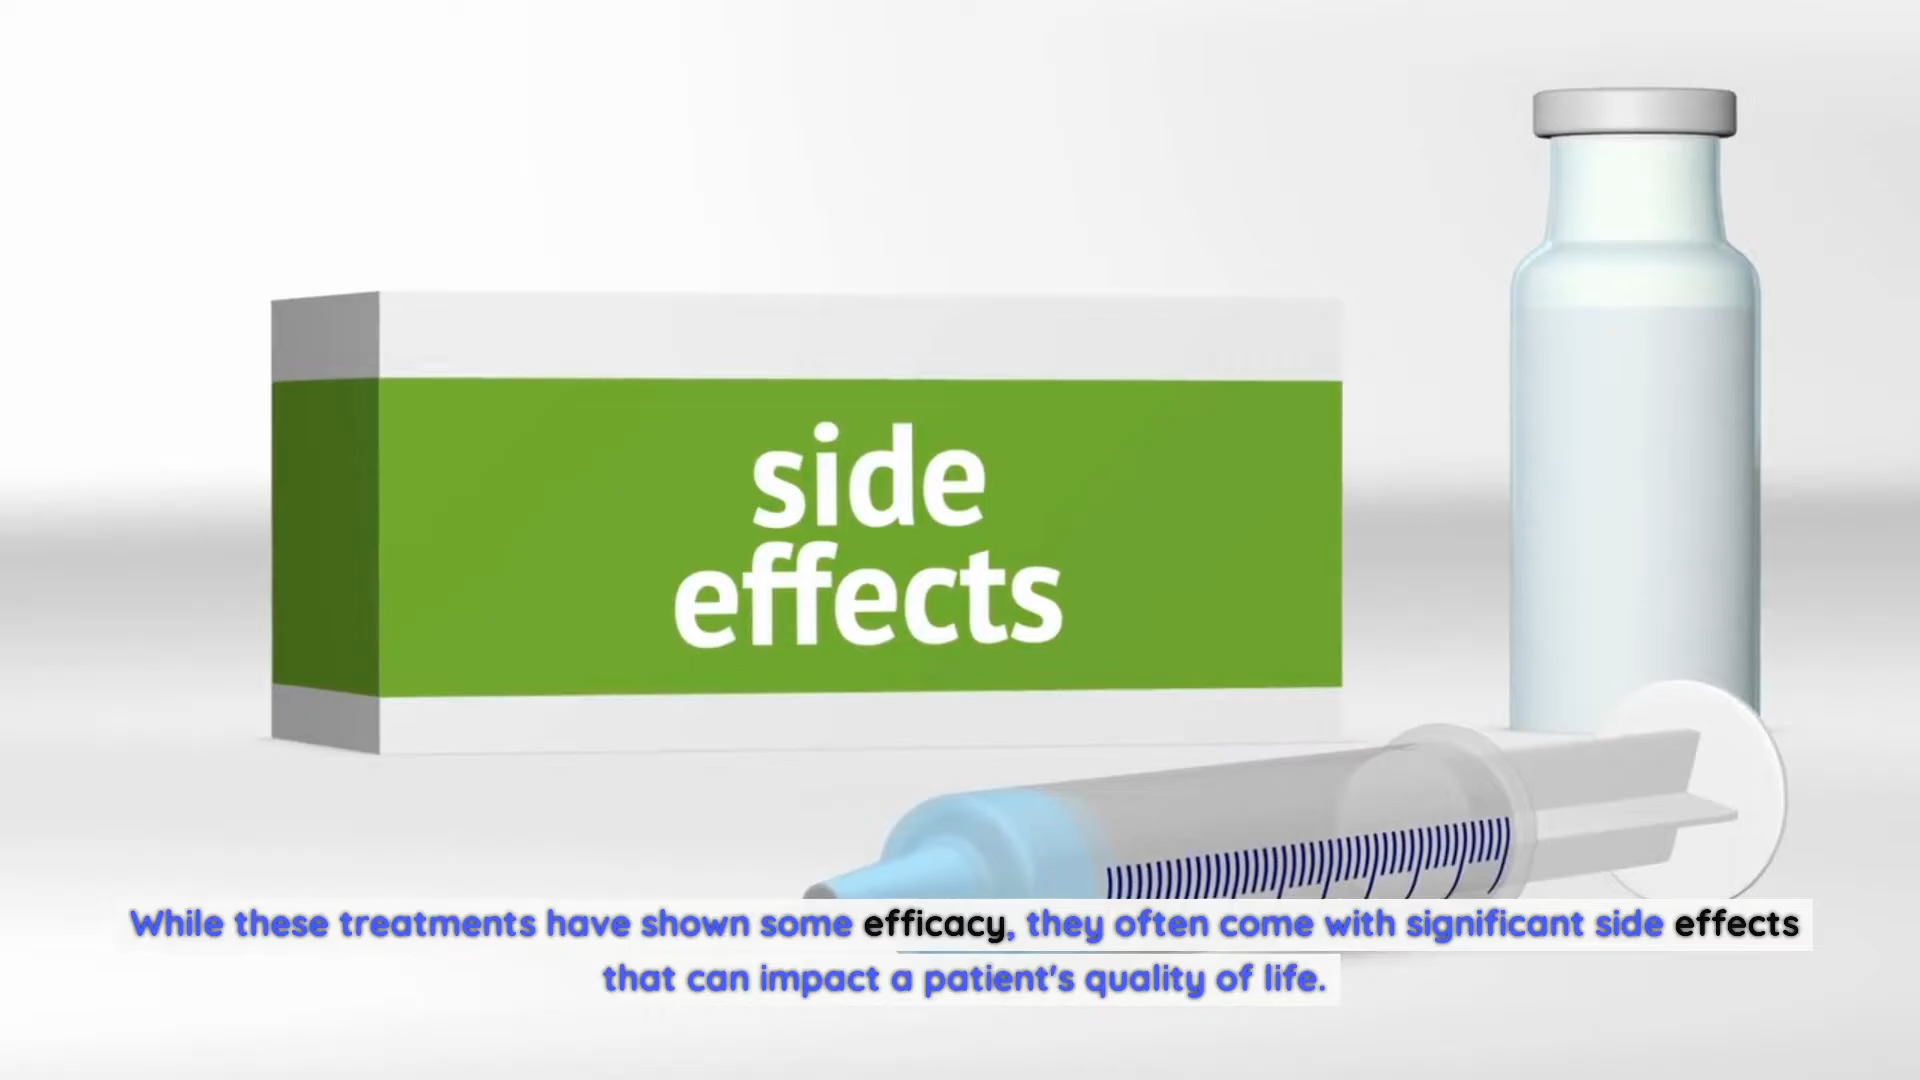 side
effects
While these treatments have shown some efficacy, they often come with significant side effects
that can impact a patient's quality of life.